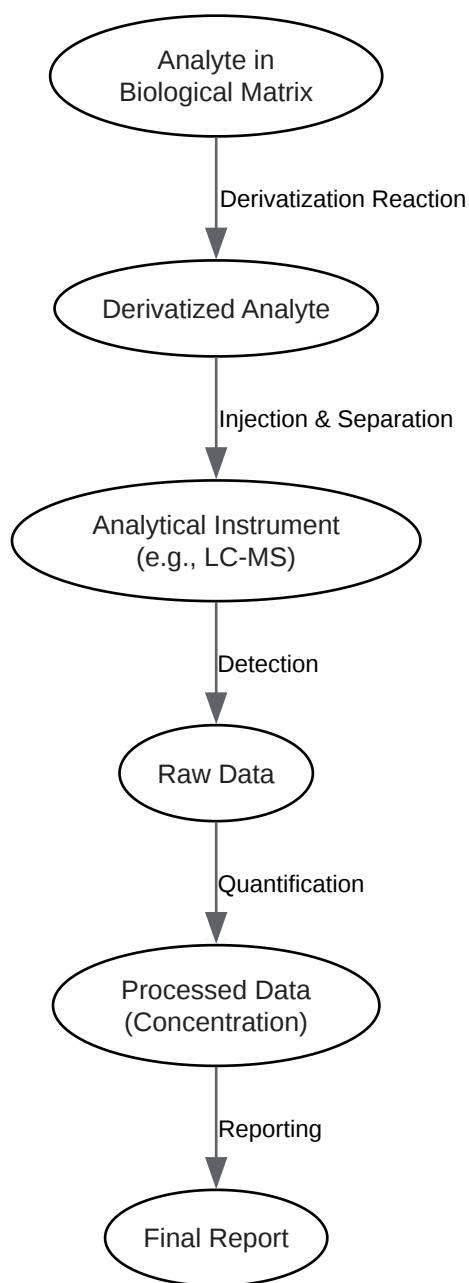 Analyte in
Biological Matrix
Derivatization Reaction
Derivatized Analyte
Injection & Separation
Analytical Instrument
(e.g., LC-MS)
Detection
Raw Data
Quantification
Processed Data
(Concentration)
Reporting
Final Report